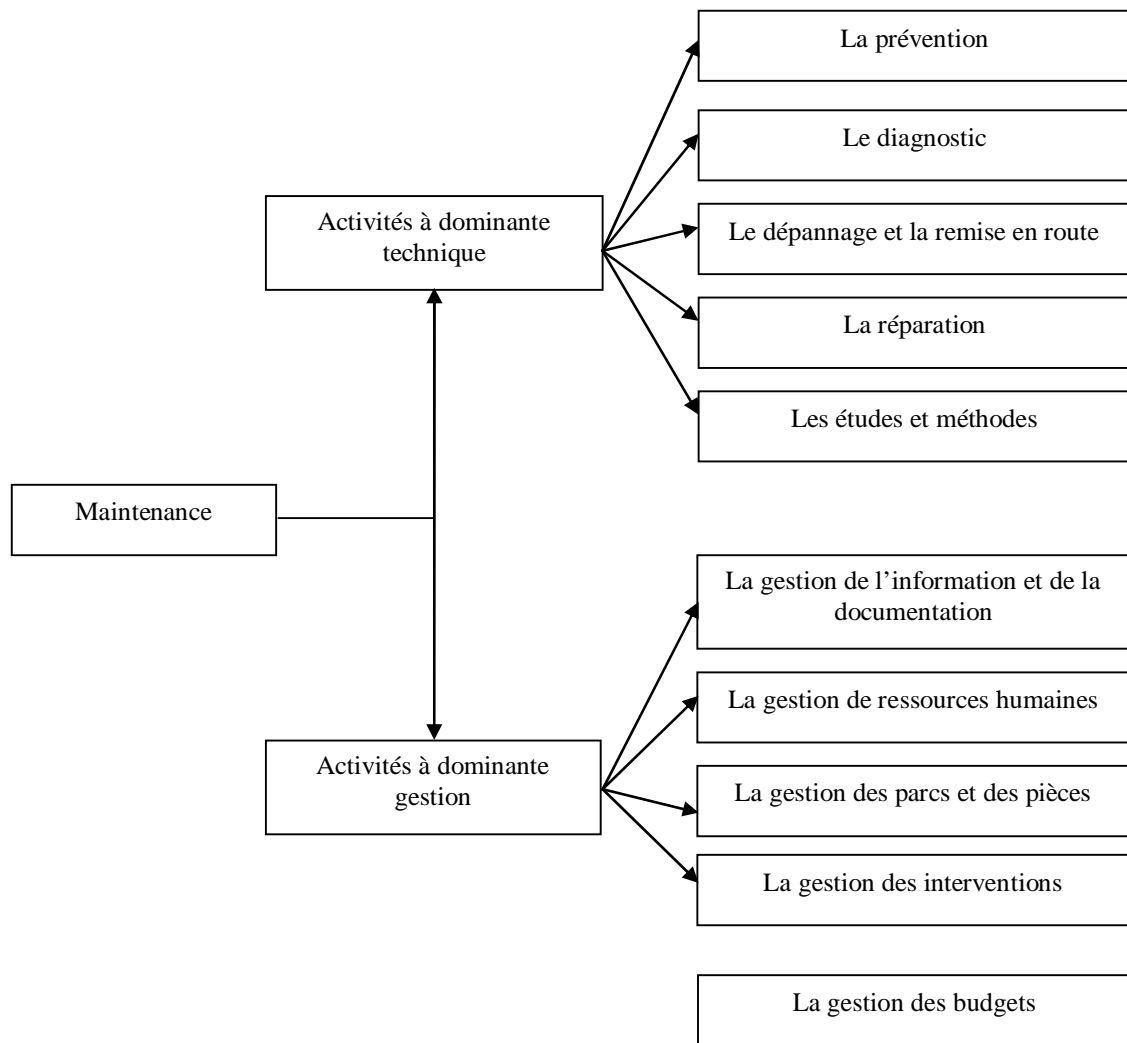 La prévention
Le diagnostic
Activités à dominante
technique
Le dépannage et la remise en route
La réparation
Les études et méthodes
Maintenance
La gestion de l’information et de la
documentation
La gestion de ressources humaines
Activités à dominante
gestion
La gestion des parcs et des pièces
La gestion des interventions
La gestion des budgets